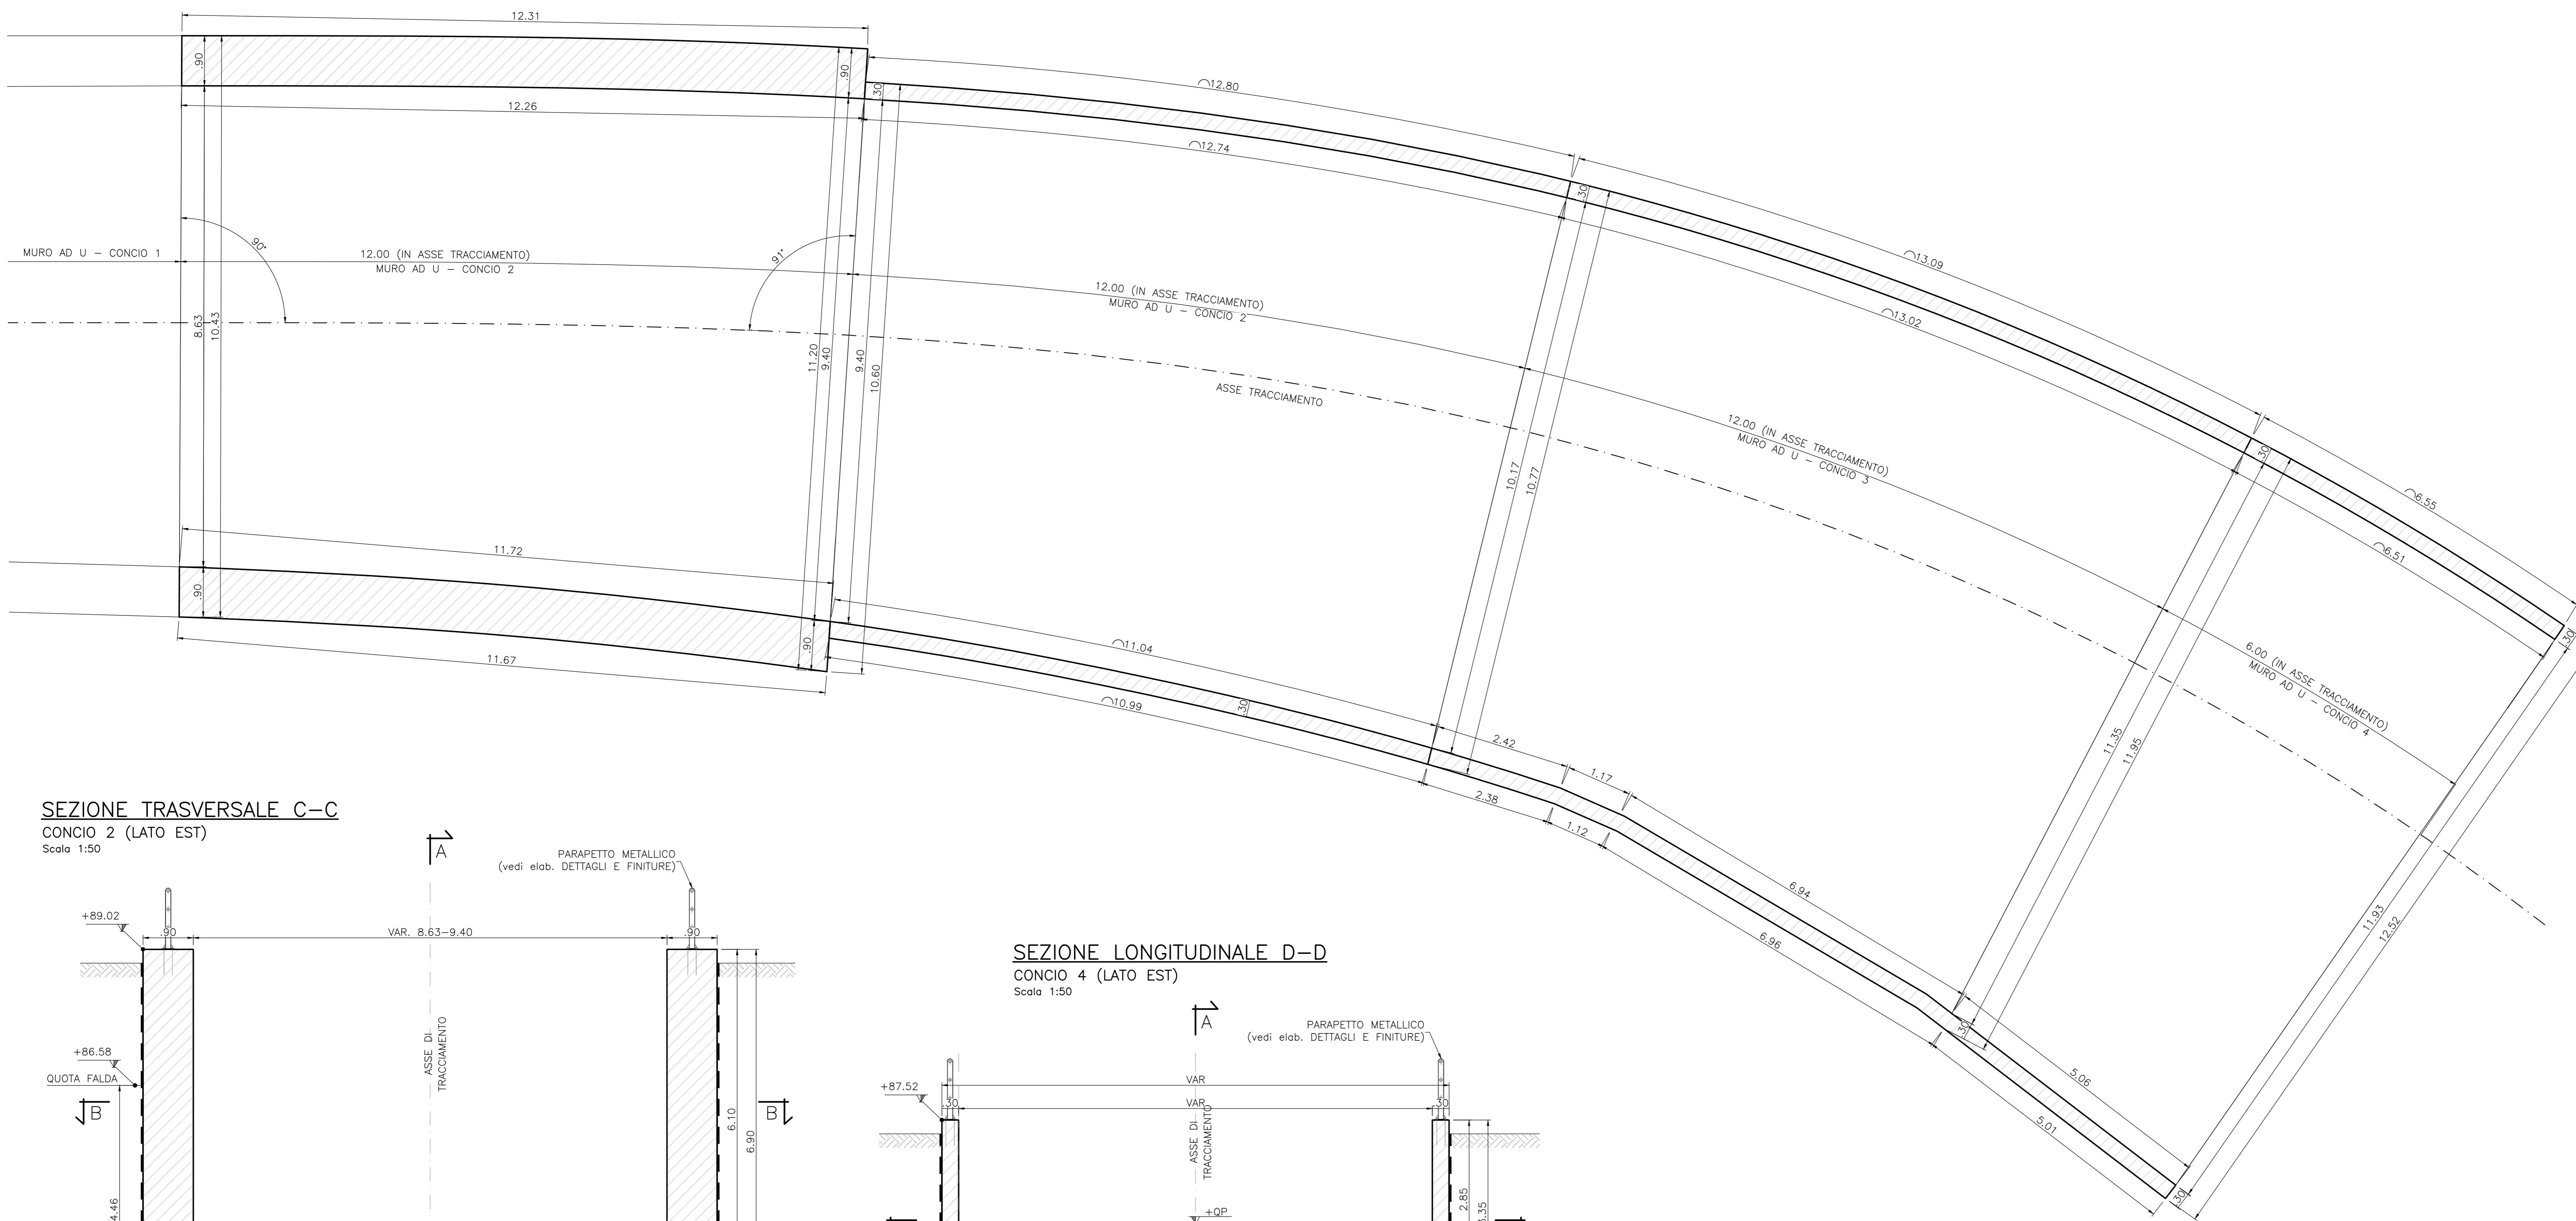 12.31
.90
.90
.30
⌒12.80
12.26
⌒12.74
.30
⌒13.09
90°
91°
MURO AD U - CONCIO 1
12.00 (IN ASSE TRACCIAMENTO)
MURO AD U - CONCIO 2
12.00 (IN ASSE TRACCIAMENTO)
MURO AD U - CONCIO 2
⌒13.02
8.63
10.43
11.20
9.40
9.40
10.60
ASSE TRACCIAMENTO
12.00 (IN ASSE TRACCIAMENTO)
MURO AD U - CONCIO 3
.30
⌒6.55
10.17
10.77
⌒6.51
11.72
.90
.90
11.67
⌒11.04
⌒10.99
.30
.30
6.00 (IN ASSE TRACCIAMENTO)
MURO AD U - CONCIO 4
2.42
1.17
2.38
1.12
11.35
11.95
6.94
6.96
11.93
12.52
.30
5.06
5.01
.30
SEZIONE TRASVERSALE C-C
CONCIO 2 (LATO EST)
Scala 1:50
A
PARAPETTO METALLICO
(vedi elab. DETTAGLI E FINITURE)
+89.02
.90
VAR. 8.63-9.40
.90
ASSE DI
TRACCIAMENTO
+86.58
QUOTA FALDA
B
B
6.10
6.90
4.46
SEZIONE LONGITUDINALE D-D
CONCIO 4 (LATO EST)
Scala 1:50
A
PARAPETTO METALLICO
(vedi elab. DETTAGLI E FINITURE)
+87.52
VAR
.30
VAR
.30
ASSE DI
TRACCIAMENTO
2.85
+QP